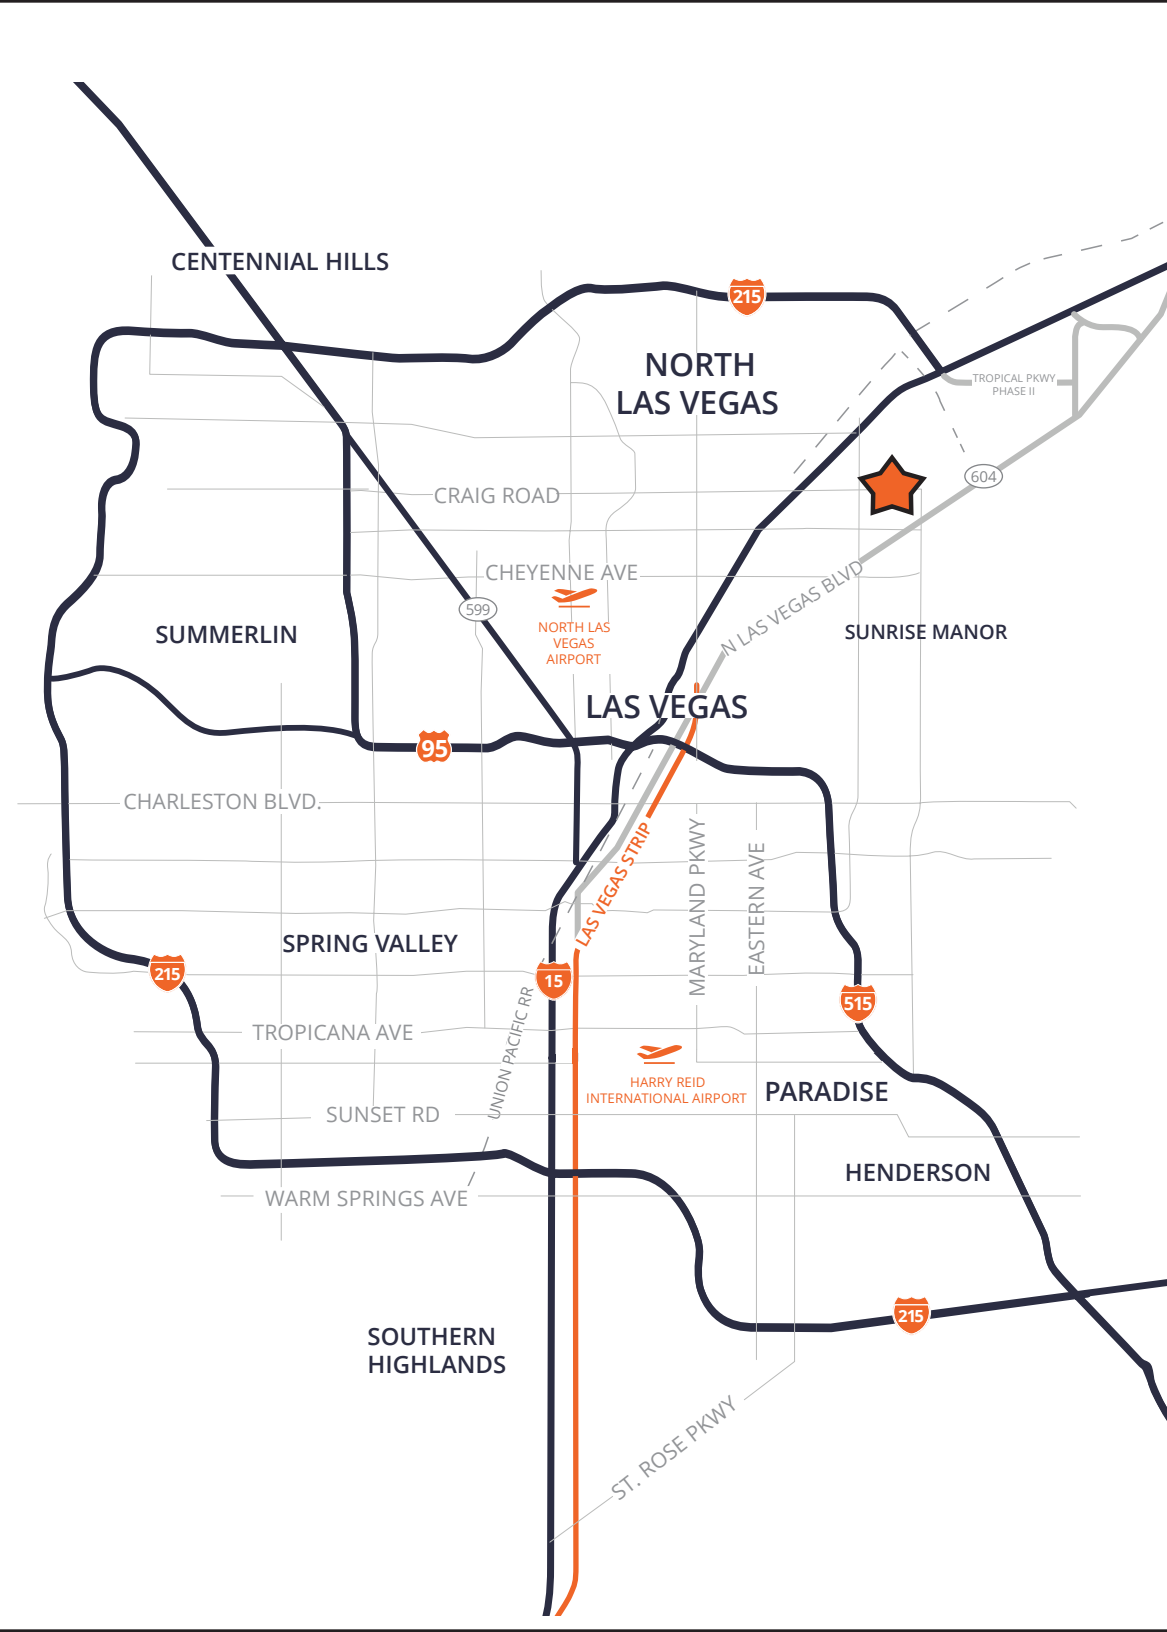 CENTENNIAL HILLS
215
NORTH
LAS VEGAS
TROPICAL PKWY
PHASE II
604
CRAIG ROAD
CHEYENNE AVE
N LAS VEGAS BLVD
599
NORTH LAS
VEGAS
AIRPORT
SUMMERLIN
SUNRISE MANOR
LAS VEGAS
95
CHARLESTON BLVD.
LAS VEGAS STRIP
MARYLAND PKWY
EASTERN AVE
SPRING VALLEY
215
15
515
UNION PACIFIC RR
TROPICANA AVE
HARRY REID
INTERNATIONAL AIRPORT
PARADISE
SUNSET RD
HENDERSON
WARM SPRINGS AVE
215
SOUTHERN
HIGHLANDS
ST. ROSE PKWY